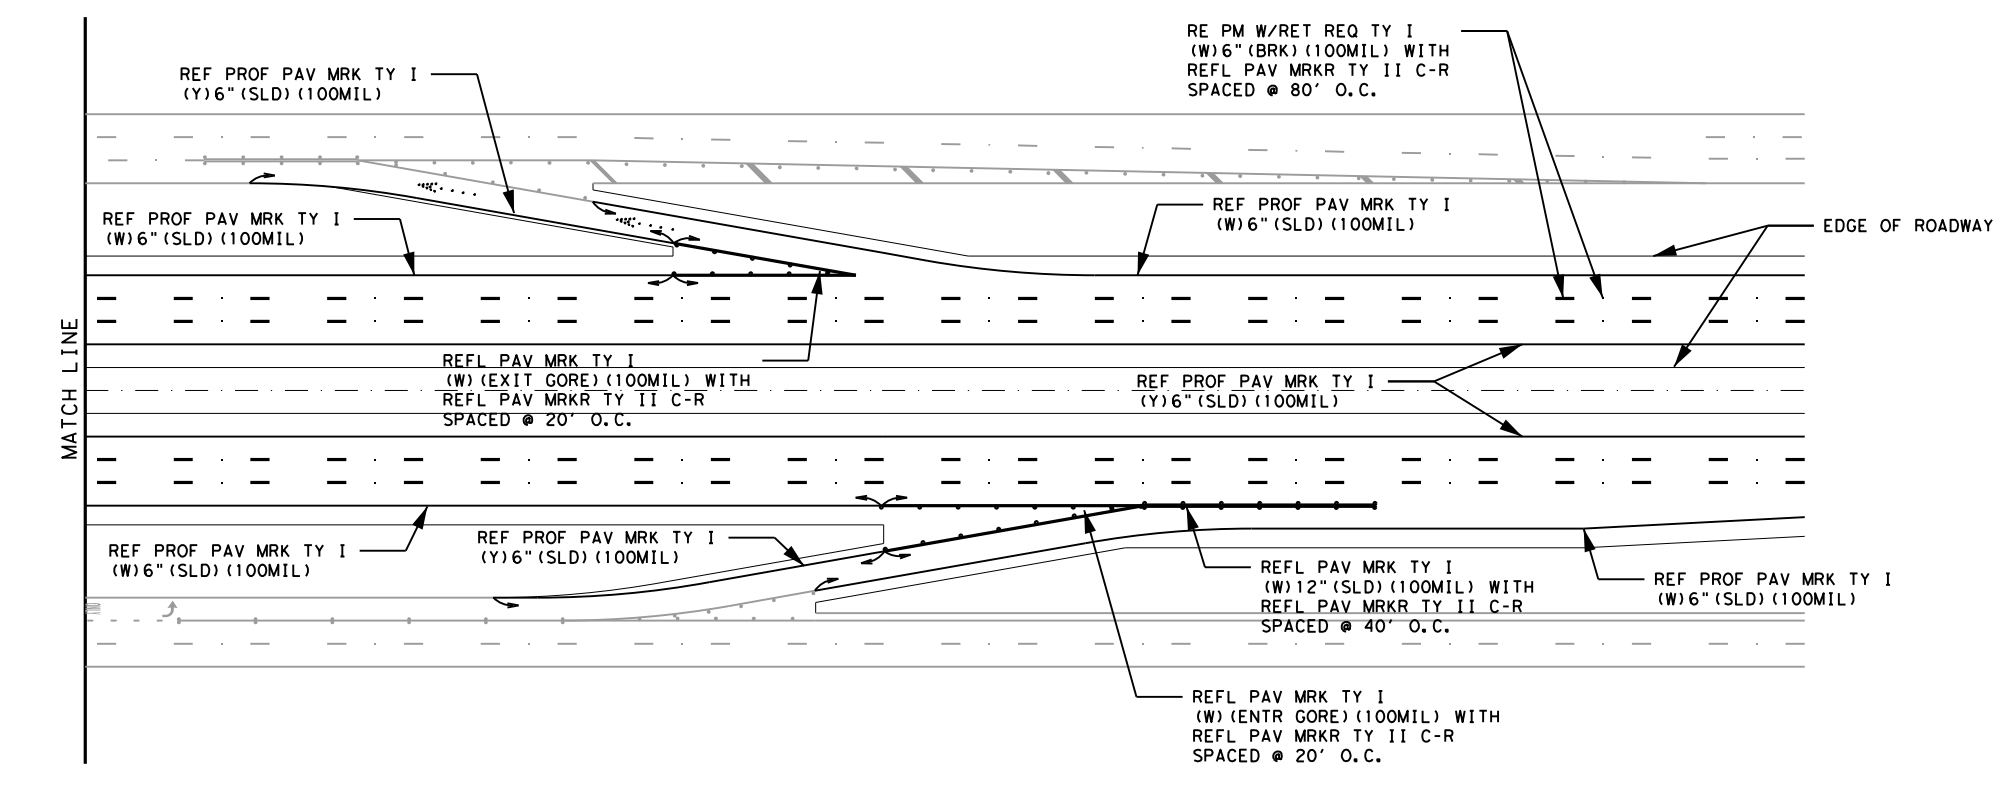 RE PM W/RET REQ TY I
(W)6"(BRK)(100MIL) WITH
REFL PAV MRKR TY II C-R
SPACED @ 80' O.C.
REF PROF PAV MRK TY I
(Y)6"(SLD)(100MIL)
REF PROF PAV MRK TY I
(W)6"(SLD)(100MIL)
REF PROF PAV MRK TY I
(W)6"(SLD)(100MIL)
EDGE OF ROADWAY
MATCH LINE
REFL PAV MRK TY I
(W)(EXIT GORE)(100MIL) WITH
REFL PAV MRKR TY II C-R
SPACED @ 20' O.C.
REF PROF PAV MRK TY I
(Y)6"(SLD)(100MIL)
REF PROF PAV MRK TY I
(W)6"(SLD)(100MIL)
REF PROF PAV MRK TY I
(Y)6"(SLD)(100MIL)
REFL PAV MRK TY I
(W)12"(SLD)(100MIL) WITH
REFL PAV MRKR TY II C-R
SPACED @ 40' O.C.
REF PROF PAV MRK TY I
(W)6"(SLD)(100MIL)
REFL PAV MRK TY I
(W)(ENTR GORE)(100MIL) WITH
REFL PAV MRKR TY II C-R
SPACED @ 20' O.C.